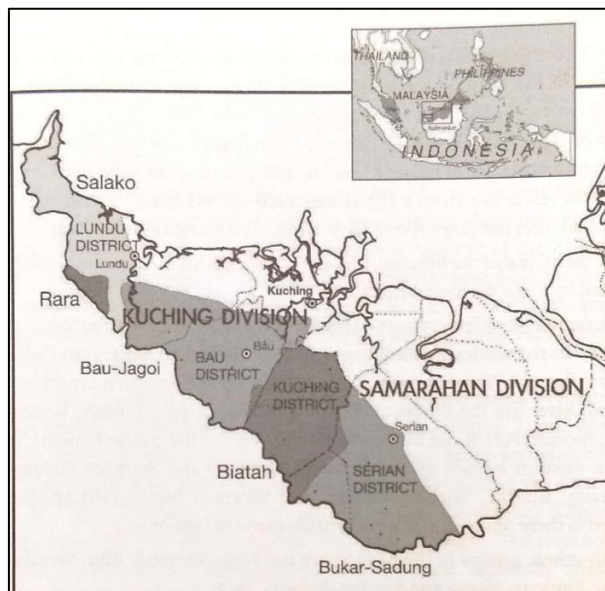 THAILAND
PHILIPPINES
MALAYSIA
INDONESIA
Salako
LUNDU
DISTRICT
Lundu
Rara
Kuching
KUCHING DIVISION
Bau
BAU
DISTRICT
Bau-Jagoi
KUCHING
DISTRICT
SAMARAHAN DIVISION
Serian
Biatah
SERIAN
DISTRICT
Bukar-Sadung